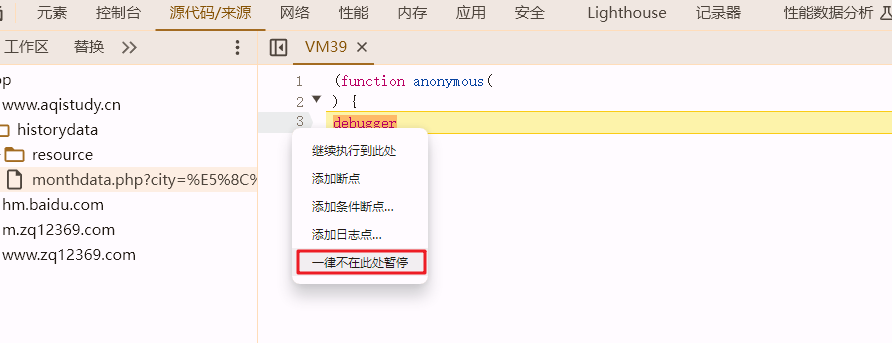 元素 控制台 源代码/来源 网络 性能 内存 应用 安全 Lighthouse 记录器 性能数据分析
工作区 替换
VM39
www.aqistudy.cn
historydata
resource
monthdata.php?city=%E5%8C%
hm.baidu.com
m.zq12369.com
www.zq12369.com
1 (function anonymous(
2 ) {
3 debugger
继续执行到此处
添加断点
添加条件断点...
添加日志点...
一律不在此处暂停